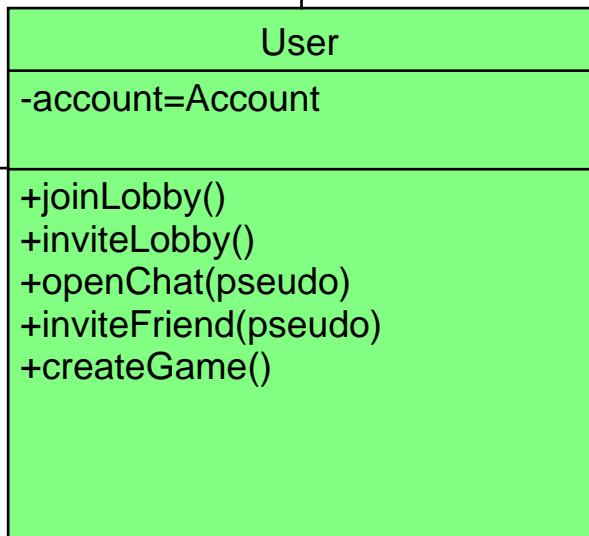 User
-account=Account
+joinLobby()
+inviteLobby()
+openChat(pseudo)
+inviteFriend(pseudo)
+createGame()